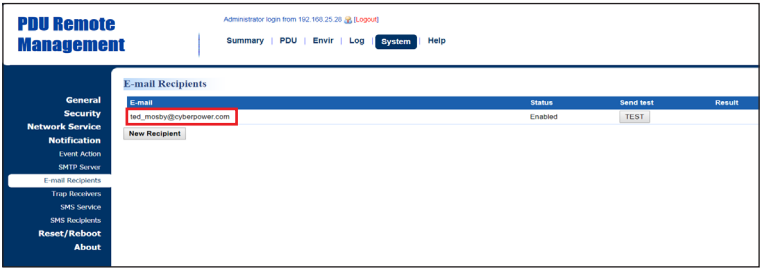 PDU Remote
Management
Administrator login from 192.168.25.28 [Logout]
Summary | PDU | Envir | Log | System | Help
General
Security
Network Service
Notification
Event Action
SMTP Server
E-mail Recipients
Trap Receivers
SMS Service
SMS Recipients
Reset/Reboot
About
E-mail Recipients
E-mail Status Send test Result
ted_mosby@cyberpower.com Enabled TEST
New Recipient